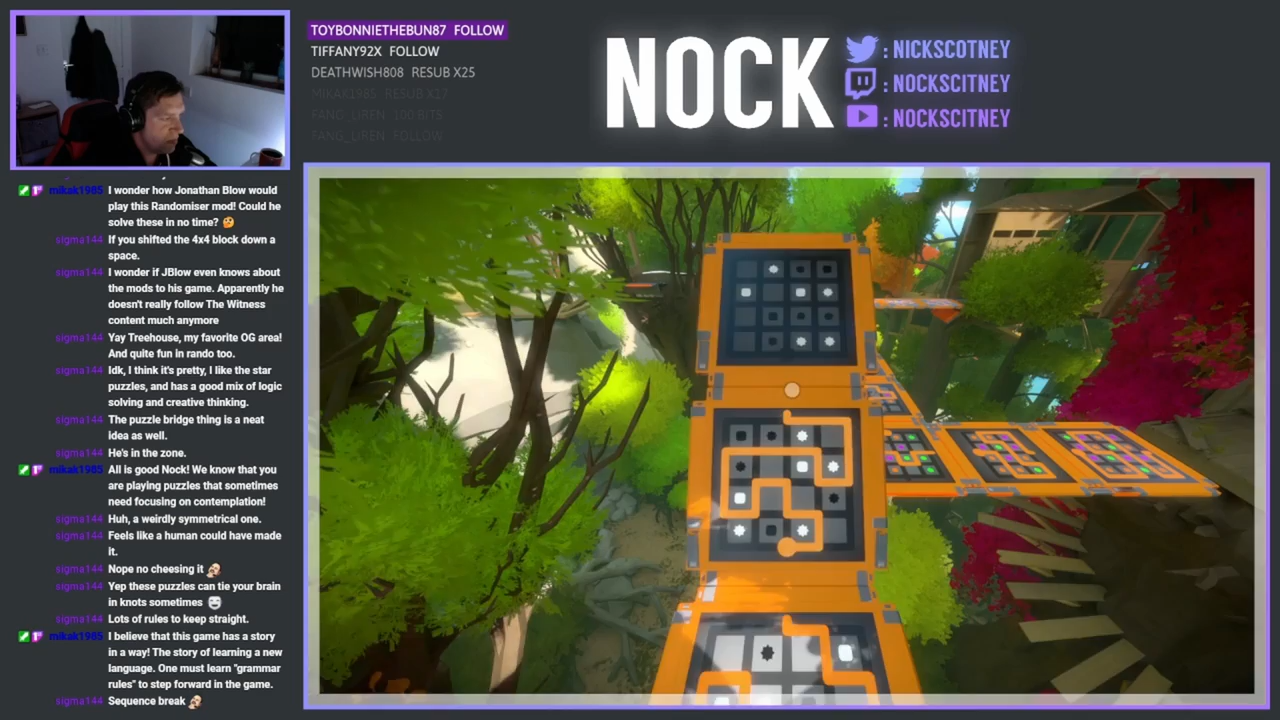 TOYBONNIETHEBUN87 FOLLOW
TIFFANY92X FOLLOW
DEATHWISH808 RESUB X25
MIKAK1985 RESUB X17
FANG_LIREN 100 BITS
FANG_LIREN FOLLOW
NOCK
: NICKSCOTNEY
: NOCKSCITNEY
: NOCKSCITNEY
mikak1985 I wonder how Jonathan Blow would
play this Randomiser mod! Could he
solve these in no time? 🤔
sigma144 If you shifted the 4x4 block down a
space.
sigma144 I wonder if JBlow even knows about
the mods to his game. Apparently he
doesn't really follow The Witness
content much anymore
sigma144 Yay Treehouse, my favorite OG area!
And quite fun in rando too.
sigma144 Idk, I think it's pretty, I like the star
puzzles, and has a good mix of logic
solving and creative thinking.
sigma144 The puzzle bridge thing is a neat
idea as well.
sigma144 He's in the zone.
mikak1985 All is good Nock! We know that you
are playing puzzles that sometimes
need focusing on contemplation!
sigma144 Huh, a weirdly symmetrical one.
sigma144 Feels like a human could have made
it.
sigma144 Nope no cheesing it
sigma144 Yep these puzzles can tie your brain
in knots sometimes
sigma144 Lots of rules to keep straight.
mikak1985 I believe that this game has a story
in a way! The story of learning a new
language. One must learn "grammar
rules" to step forward in the game.
sigma144 Sequence break